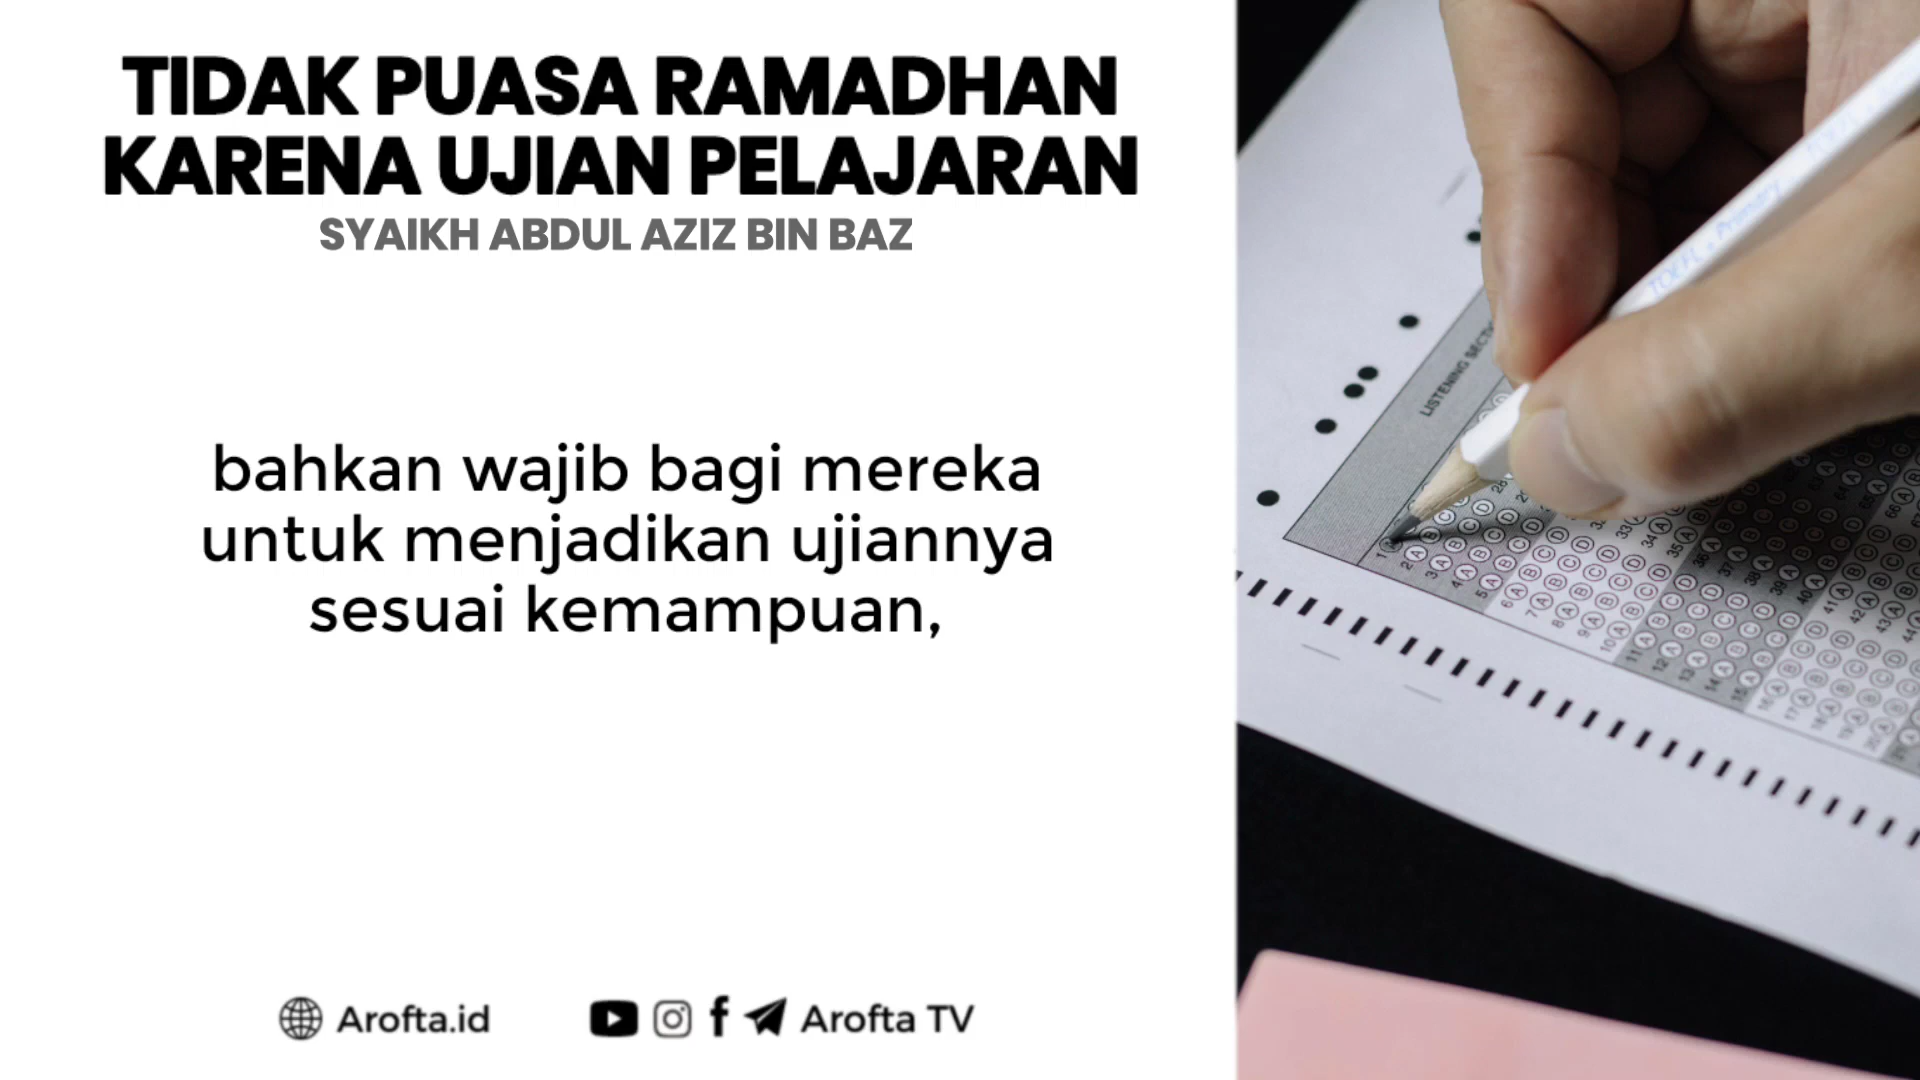 TIDAK PUASA RAMADHAN
KARENA UJIAN PELAJARAN
SYAIKH ABDUL AZIZ BIN BAZ
bahkan wajib bagi mereka
untuk menjadikan ujiannya
sesuai kemampuan,
Arofta.id
Arofta TV